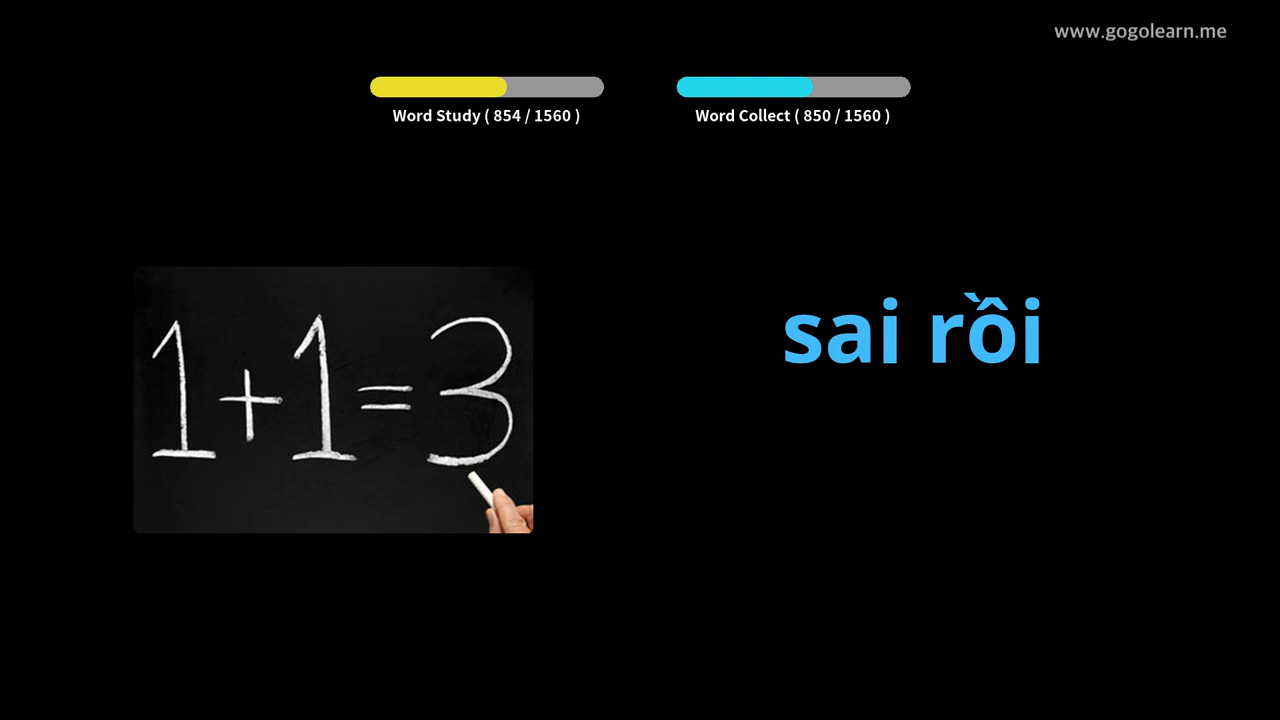 www.gogolearn.me
Word Study ( 854 / 1560 )
Word Collect ( 850 / 1560 )
1+1=3
sai rồi